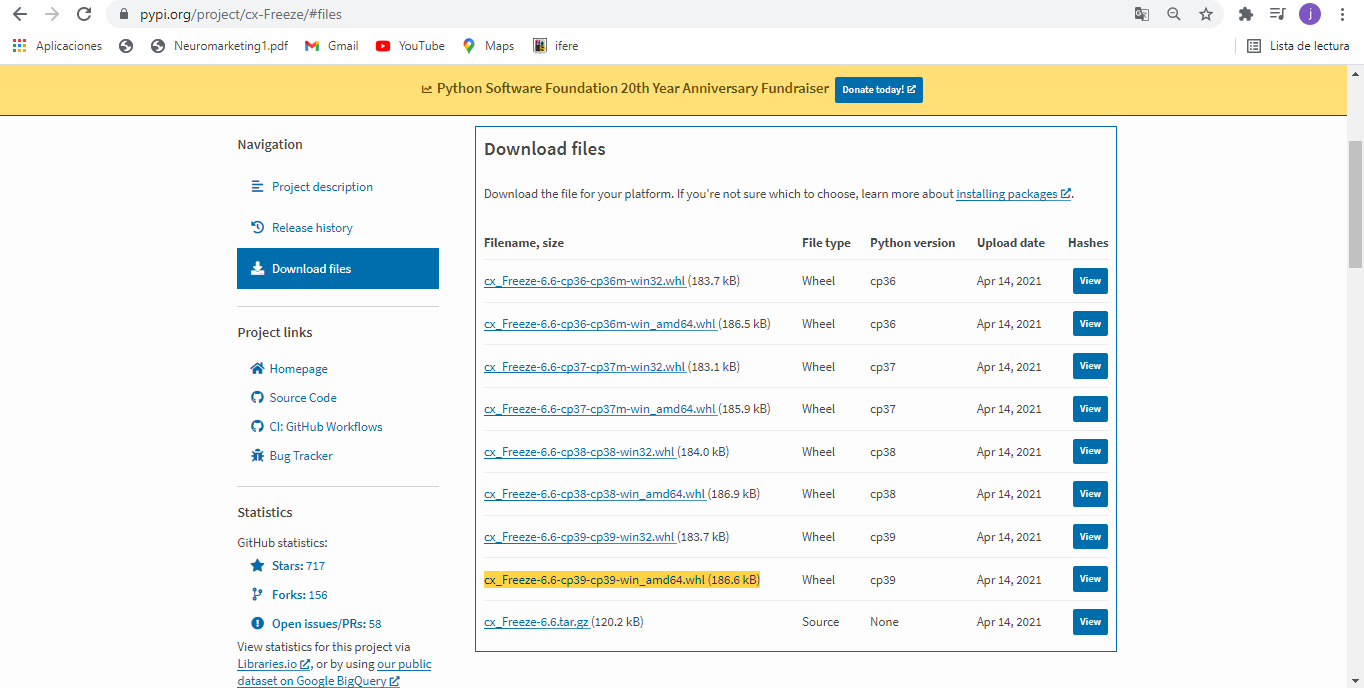 pypi.org/project/cx-Freeze/#files
j
Aplicaciones
Neuromarketing1.pdf
Gmail
YouTube
Maps
ifere
Lista de lectura
Python Software Foundation 20th Year Anniversary Fundraiser
Donate today!
Navigation
Project description
Release history
Download files
Project links
Homepage
Source Code
CI: GitHub Workflows
Bug Tracker
Statistics
GitHub statistics:
Stars: 717
Forks: 156
Open issues/PRs: 58
View statistics for this project via
Libraries.io, or by using our public
dataset on Google BigQuery
Download files
Download the file for your platform. If you're not sure which to choose, learn more about installing packages.
Filename, size File type Python version Upload date Hashes
cx_Freeze-6.6-cp36-cp36m-win32.whl (183.7 kB) Wheel cp36 Apr 14, 2021 View
cx_Freeze-6.6-cp36-cp36m-win_amd64.whl (186.5 kB) Wheel cp36 Apr 14, 2021 View
cx_Freeze-6.6-cp37-cp37m-win32.whl (183.1 kB) Wheel cp37 Apr 14, 2021 View
cx_Freeze-6.6-cp37-cp37m-win_amd64.whl (185.9 kB) Wheel cp37 Apr 14, 2021 View
cx_Freeze-6.6-cp38-cp38-win32.whl (184.0 kB) Wheel cp38 Apr 14, 2021 View
cx_Freeze-6.6-cp38-cp38-win_amd64.whl (186.9 kB) Wheel cp38 Apr 14, 2021 View
cx_Freeze-6.6-cp39-cp39-win32.whl (183.7 kB) Wheel cp39 Apr 14, 2021 View
cx_Freeze-6.6-cp39-cp39-win_amd64.whl (186.6 kB) Wheel cp39 Apr 14, 2021 View
cx_Freeze-6.6.tar.gz (120.2 kB) Source None Apr 14, 2021 View